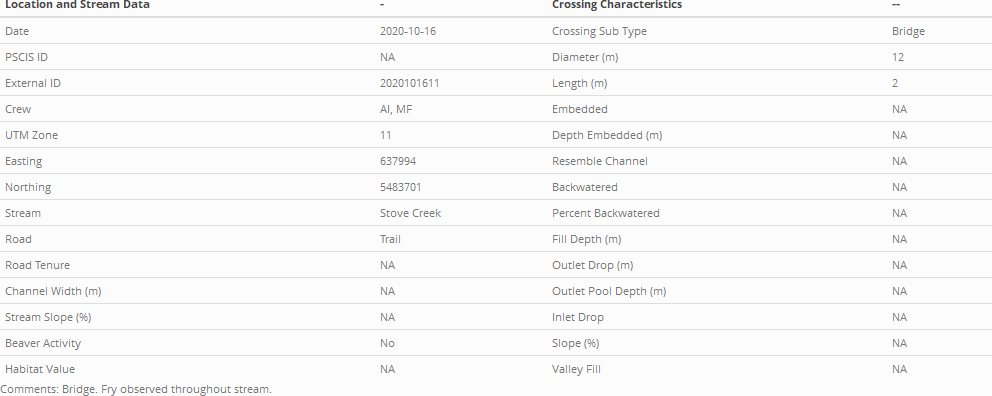 Location and Stream Data - Crossing Characteristics --
Date 2020-10-16 Crossing Sub Type Bridge
PSCIS ID NA Diameter (m) 12
External ID 2020101611 Length (m) 2
Crew AI, MF Embedded NA
UTM Zone 11 Depth Embedded (m) NA
Easting 637994 Resemble Channel NA
Northing 5483701 Backwatered NA
Stream Stove Creek Percent Backwatered NA
Road Trail Fill Depth (m) NA
Road Tenure NA Outlet Drop (m) NA
Channel Width (m) NA Outlet Pool Depth (m) NA
Stream Slope (%) NA Inlet Drop NA
Beaver Activity No Slope (%) NA
Habitat Value NA Valley Fill NA
Comments: Bridge. Fry observed throughout stream.